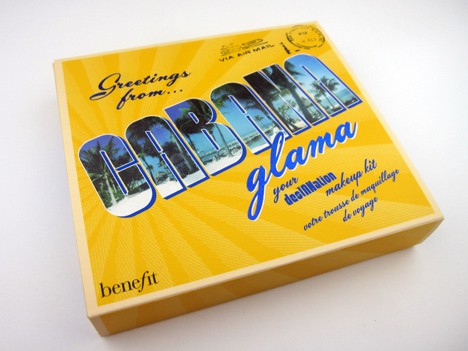 Greetings
from...
VIA AIR MAIL
CABANA
glama
your
destINation
makeup kit
votre trousse de maquillage
de voyage
benefit